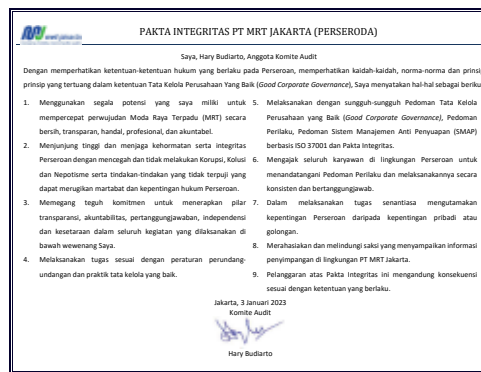 PAKTA INTEGRITAS PT MRT JAKARTA (PERSERODA)
Saya, Hary Budiarto, Anggota Komite Audit
Dengan memperhatikan ketentuan-ketentuan hukum yang berlaku pada Perseroan, memperhatikan kaidah-kaidah, norma-norma dan prinsi
prinsip yang tertuang dalam ketentuan Tata Kelola Perusahaan Yang Baik (Good Corporate Governance), Saya menyatakan hal-hal sebagai beriku
1. Menggunakan segala potensi yang saya miliki untuk
mempercepat perwujudan Moda Raya Terpadu (MRT) secara
bersih, transparan, handal, profesional, dan akuntabel.
2. Menjunjung tinggi dan menjaga kehormatan serta integritas
Perseroan dengan mencegah dan tidak melakukan Korupsi, Kolusi
dan Nepotisme serta tindakan-tindakan yang tidak terpuji yang
dapat merugikan martabat dan kepentingan hukum Perseroan.
3. Memegang teguh komitmen untuk menerapkan pilar
transparansi, akuntabilitas, pertanggungjawaban, independensi
dan kesetaraan dalam seluruh kegiatan yang dilaksanakan di
bawah wewenang Saya.
4. Melaksanakan tugas sesuai dengan peraturan perundang-
undangan dan praktik tata kelola yang baik.
5. Melaksanakan dengan sungguh-sungguh Pedoman Tata Kelola
Perusahaan yang Baik (Good Corporate Governance), Pedoman
Perilaku, Pedoman Sistem Manajemen Anti Penyuapan (SMAP)
berbasis ISO 37001 dan Pakta Integritas.
6. Mengajak seluruh karyawan di lingkungan Perseroan untuk
menandatangani Pedoman Perilaku dan melaksanakannya secara
konsisten dan bertanggungjawab.
7. Dalam melaksanakan tugas senantiasa mengutamakan
kepentingan Perseroan daripada kepentingan pribadi atau
golongan.
8. Merahasiakan dan melindungi saksi yang menyampaikan informasi
penyimpangan di lingkungan PT MRT Jakarta.
9. Pelanggaran atas Pakta Integritas ini mengandung konsekuensi
sesuai dengan ketentuan yang berlaku.
Jakarta, 3 Januari 2023
Komite Audit
Hary Budiarto